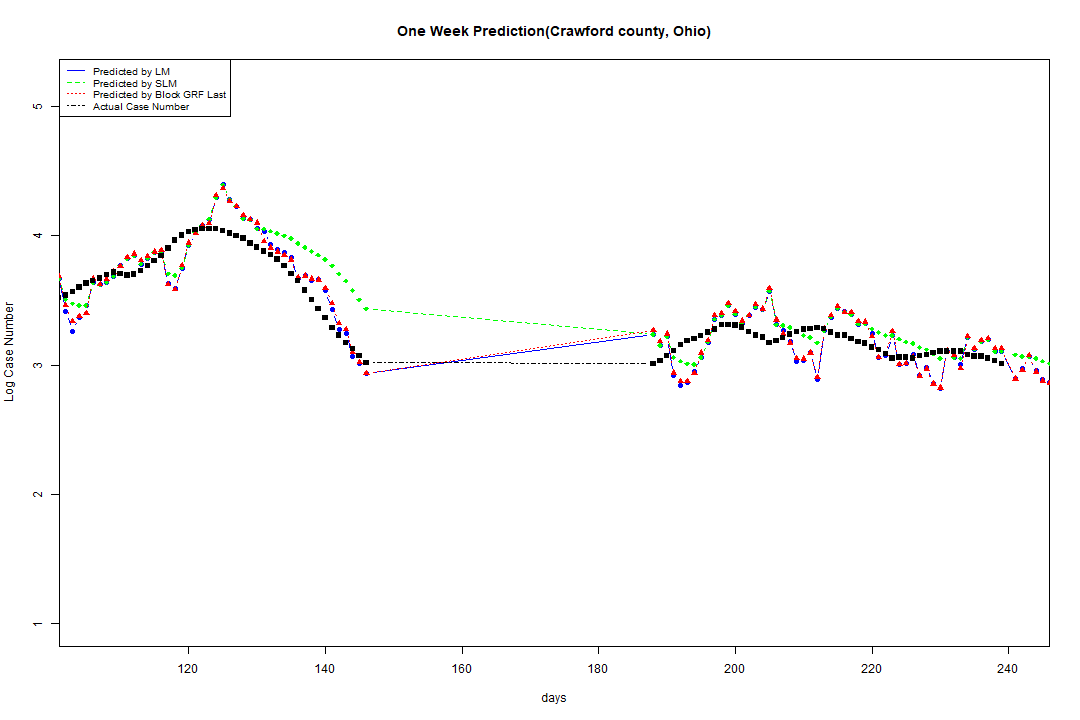 One Week Prediction(Crawford county, Ohio)
Predicted by LM
Predicted by SLM
Predicted by Block GRF Last
Actual Case Number
5
4
3
2
1
Log Case Number
120 140 160 180 200 220 240
days